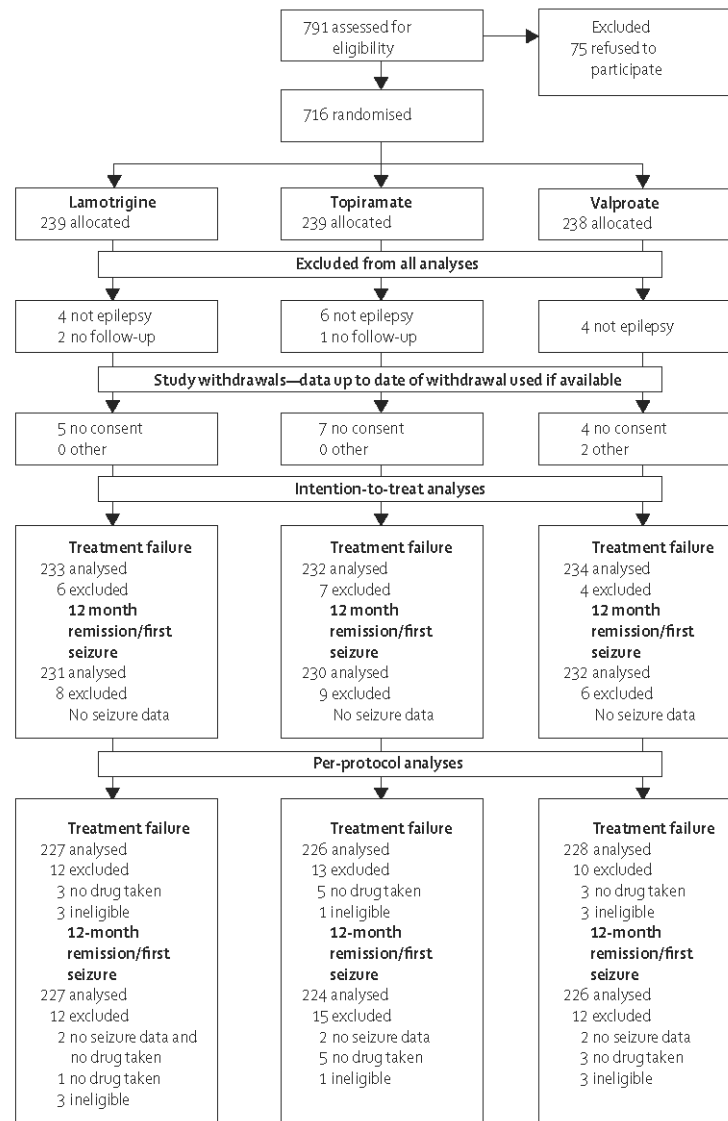 791 assessed for
eligibility
Excluded
75 refused to
participate
716 randomised
Lamotrigine
239 allocated
Topiramate
239 allocated
Valproate
238 allocated
Excluded from all analyses
4 not epilepsy
2 no follow-up
6 not epilepsy
1 no follow-up
4 not epilepsy
Study withdrawals—data up to date of withdrawal used if available
5 no consent
0 other
7 no consent
0 other
4 no consent
2 other
Intention-to-treat analyses
Treatment failure
233 analysed
6 excluded
12 month
remission/first
seizure
231 analysed
8 excluded
No seizure data
Treatment failure
232 analysed
7 excluded
12 month
remission/first
seizure
230 analysed
9 excluded
No seizure data
Treatment failure
234 analysed
4 excluded
12 month
remission/first
seizure
232 analysed
6 excluded
No seizure data
Per-protocol analyses
Treatment failure
227 analysed
12 excluded
3 no drug taken
3 ineligible
12-month
remission/first
seizure
227 analysed
12 excluded
2 no seizure data and
no drug taken
1 no drug taken
3 ineligible
Treatment failure
226 analysed
13 excluded
5 no drug taken
1 ineligible
12-month
remission/first
seizure
224 analysed
15 excluded
2 no seizure data
5 no drug taken
1 ineligible
Treatment failure
228 analysed
10 excluded
3 no drug taken
3 ineligible
12-month
remission/first
seizure
226 analysed
12 excluded
2 no seizure data
3 no drug taken
3 ineligible